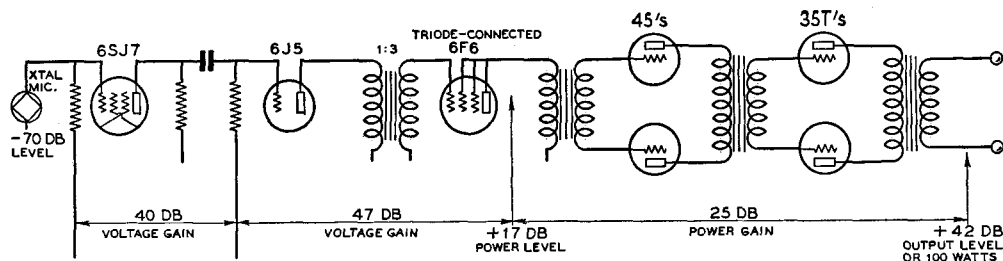 45's
35T's
TRIODE-CONNECTED
6SJ7
6J5
1:3
6F6
XTAL
MIC.
-70 DB
LEVEL
40 DB
VOLTAGE GAIN
47 DB
VOLTAGE GAIN
+17 DB
POWER LEVEL
25 DB
POWER GAIN
+42 DB
OUTPUT LEVEL
OR 100 WATTS